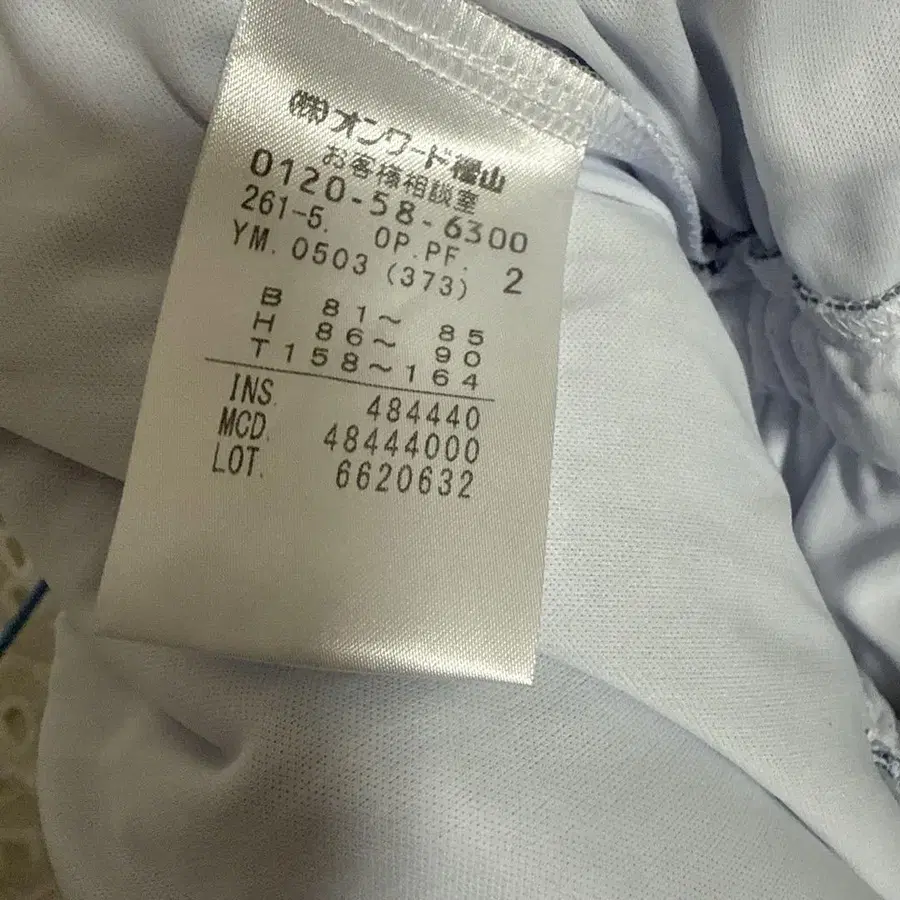 (株)オンワード樫山
お客様相談室
0120-58-6300
261-5. OP.PF. 2
YM. 0503 (373)
B 81〜 85
H 86〜 90
T158〜164
INS. 484440
MCD. 48444000
LOT. 6620632